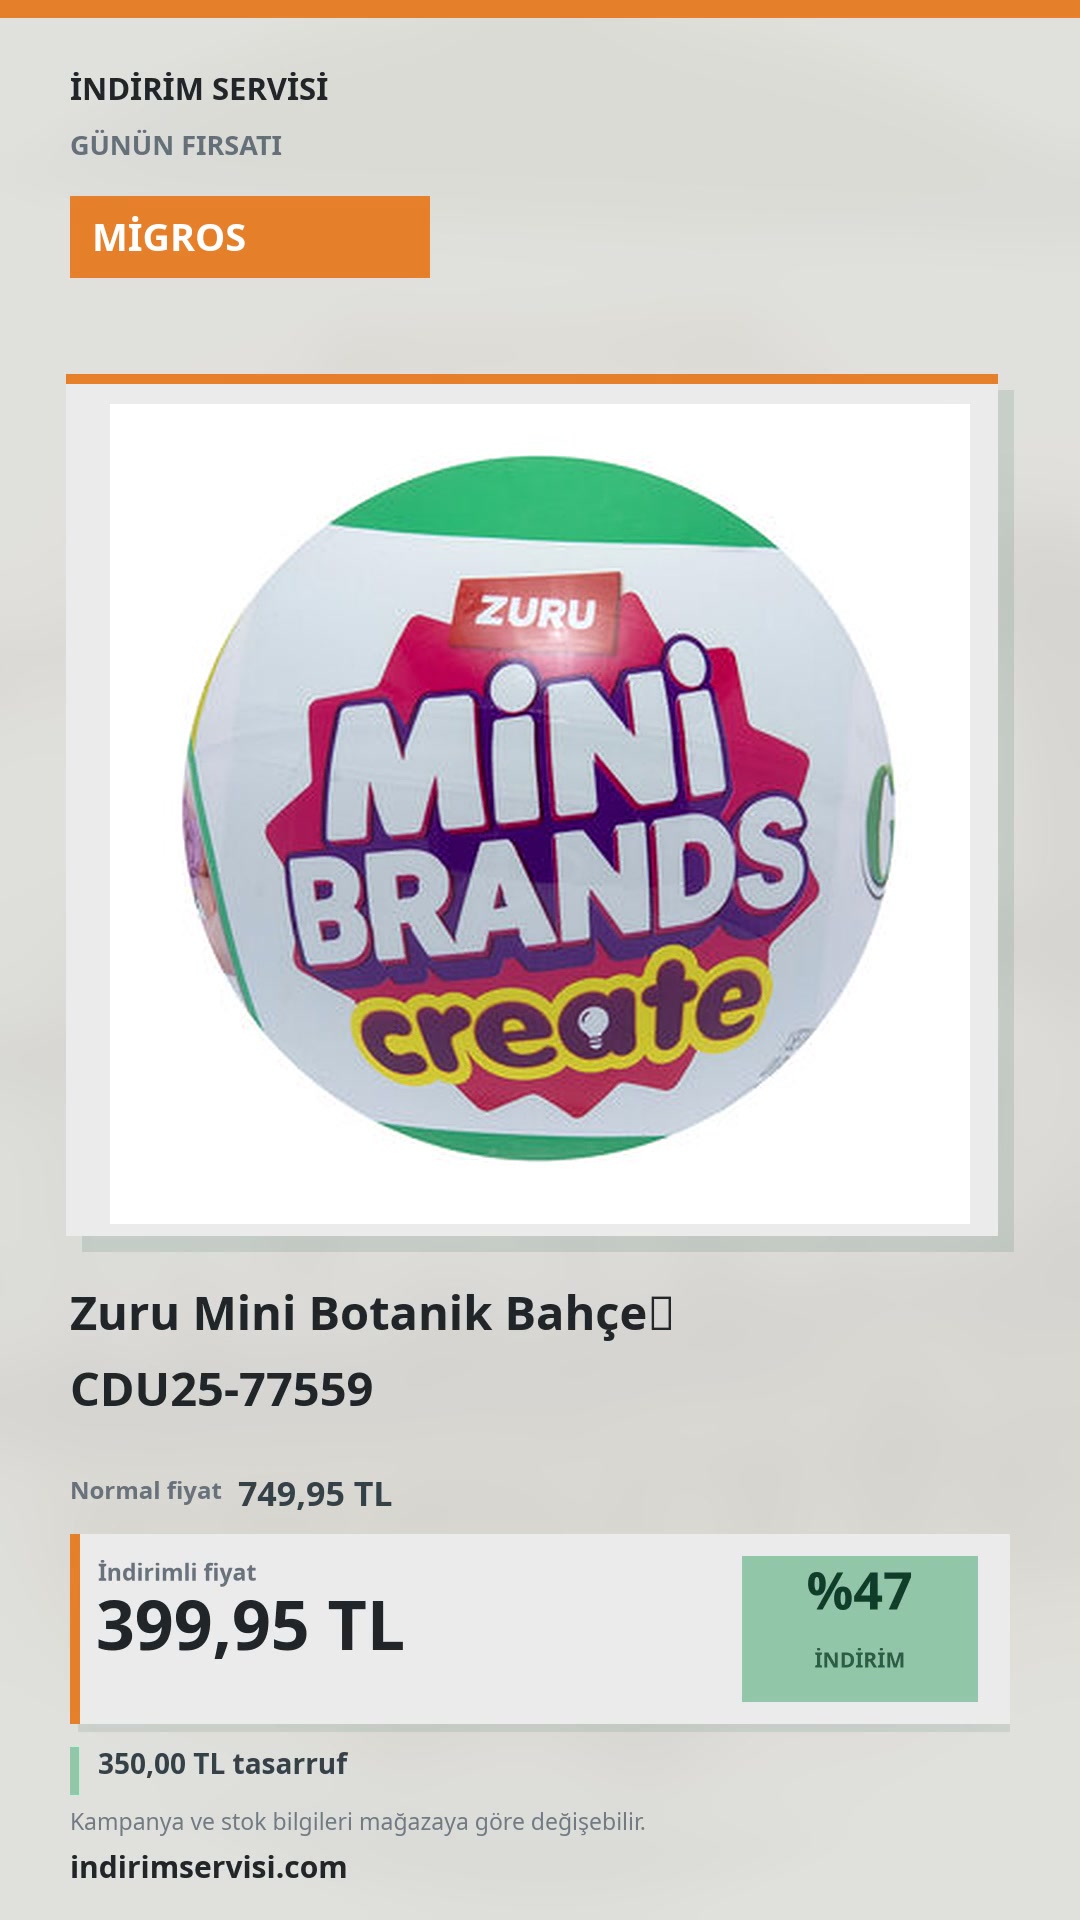 İNDİRİM SERVİSİ
GÜNÜN FIRSATI
MİGROS
ZURU
MiNi
BRANDS
create
Zuru Mini Botanik Bahçe
CDU25-77559
Normal fiyat 749,95 TL
İndirimli fiyat
399,95 TL
%47
İNDİRİM
350,00 TL tasarruf
Kampanya ve stok bilgileri mağazaya göre değişebilir.
indirimservisi.com